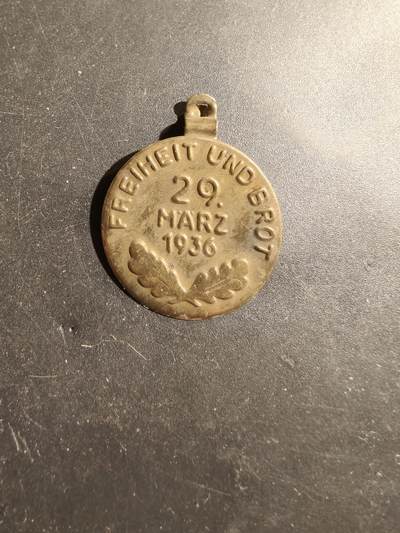 FREIHEIT UND BROT
29.
MÄRZ
1936